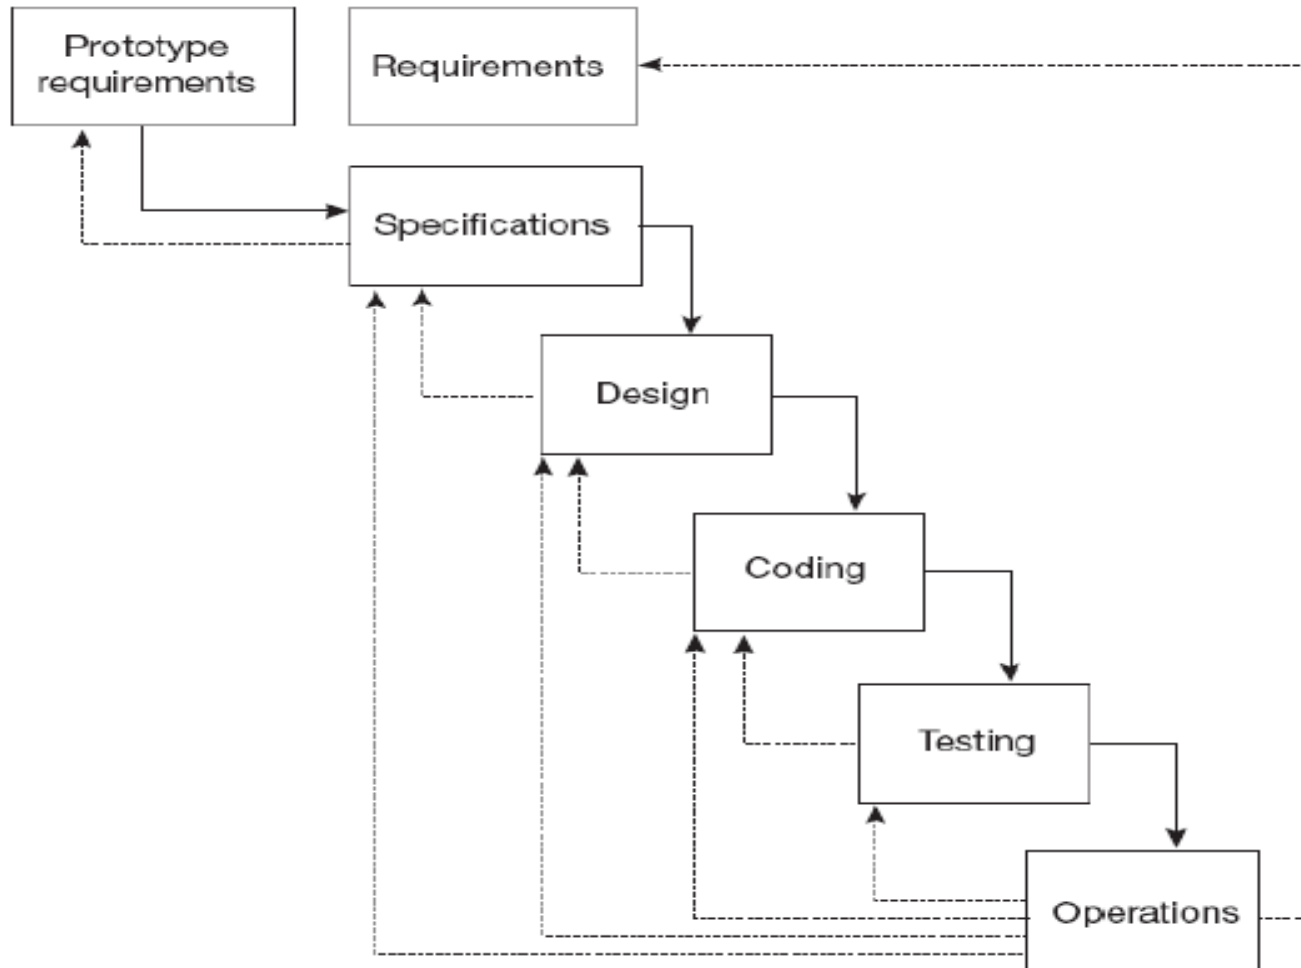 Prototype
requirements
Requirements
Specifications
Design
Coding
Testing
Operations